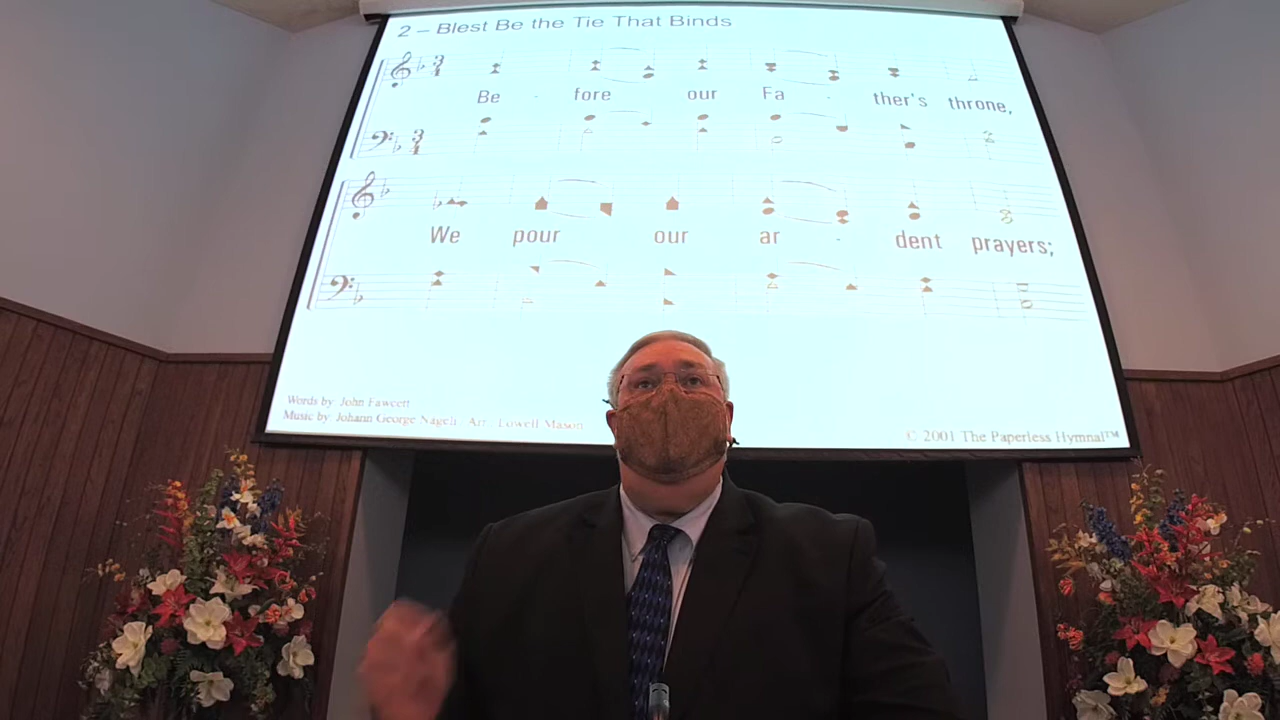 2 – Blest Be the Tie That Binds
Be - fore our Fa - ther's throne,
We pour our ar - dent prayers;
Words by: John Fawcett
Music by: Johann George Nageli, Arr.: Lowell Mason
© 2001 The Paperless Hymnal™